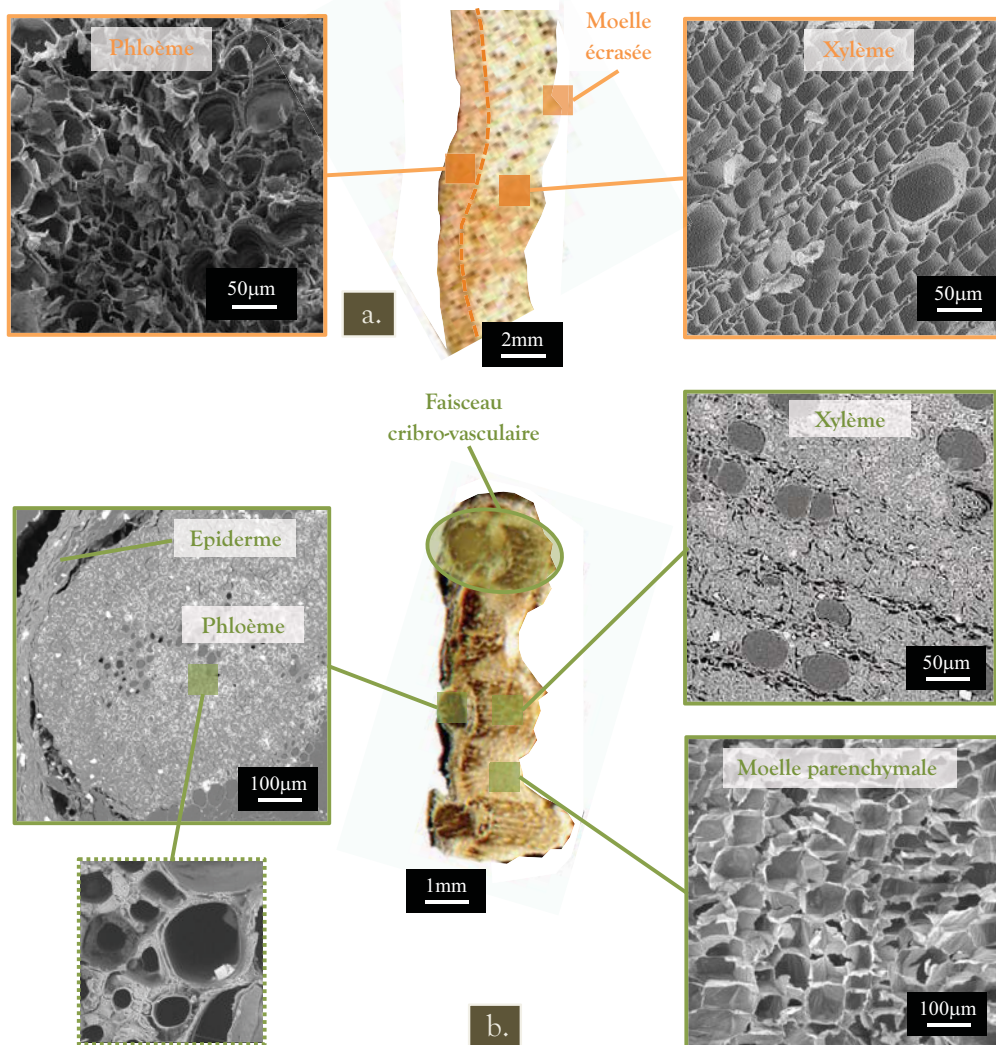 Phloème
Moelle
écrasée
Xylème
50µm
a.
2mm
50µm
Faisceau
cribro-vasculaire
Xylème
Epiderme
Phloème
50µm
100µm
Moelle parenchymale
1mm
100µm
b.